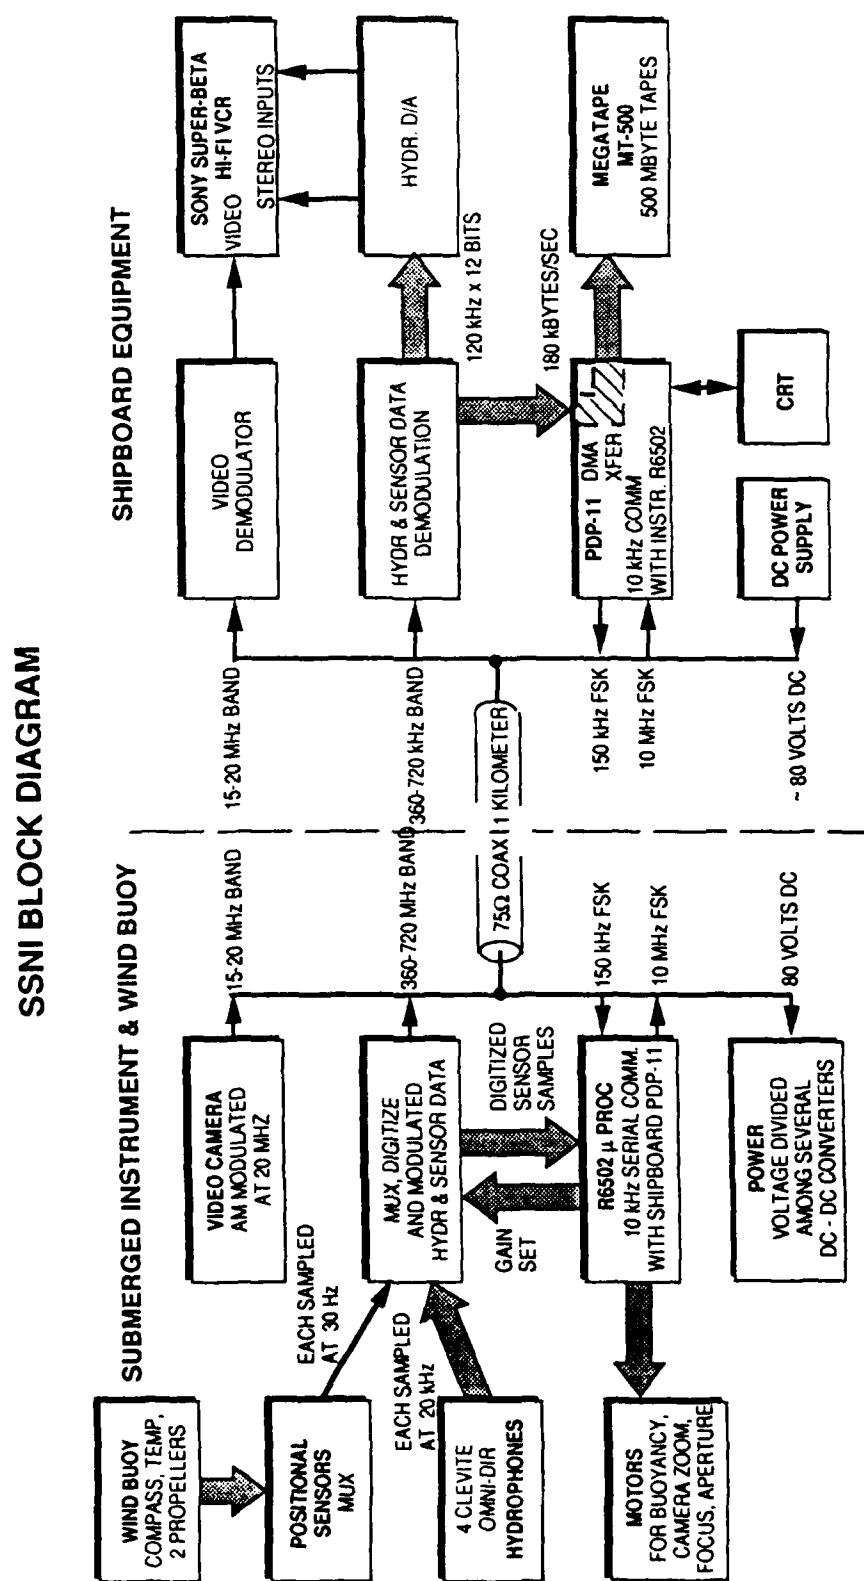 SSNI BLOCK DIAGRAM
SUBMERGED INSTRUMENT & WIND BUOY
SHIPBOARD EQUIPMENT
WIND BUOY
COMPASS, TEMP,
2 PROPELLERS
POSITIONAL
SENSORS
MUX
EACH SAMPLED
AT 30 Hz
4 CLEVITE
OMNI-DIR
HYDROPHONES
EACH SAMPLED
AT 20 kHz
MOTORS
FOR BUOYANCY,
CAMERA ZOOM,
FOCUS, APERTURE
VIDEO CAMERA
AM MODULATED
AT 20 MHZ
MUX, DIGITIZE
AND MODULATED
HYDR & SENSOR DATA
GAIN
SET
DIGITIZED
SENSOR
SAMPLES
R6502 µ PROC
10 kHz SERIAL COMM.
WITH SHIPBOARD PDP-11
POWER
VOLTAGE DIVIDED
AMONG SEVERAL
DC - DC CONVERTERS
15-20 MHz BAND
360-720 MHz BAND
75Ω COAX 1 KILOMETER
150 kHz FSK
10 MHz FSK
80 VOLTS DC
15-20 MHz BAND
360-720 kHz BAND
150 kHz FSK
10 MHz FSK
~ 80 VOLTS DC
VIDEO
DEMODULATOR
HYDR & SENSOR DATA
DEMODULATION
PDP-11 DMA
XFER
10 kHz COMM
WITH INSTR. R6502
DC POWER
SUPPLY
CRT
120 kHz x 12 BITS
180 kBYTES/SEC
SONY SUPER-BETA
HI-FI VCR
VIDEO
STEREO INPUTS
HYDR. D/A
MEGATAPE
MT-500
500 MBYTE TAPES